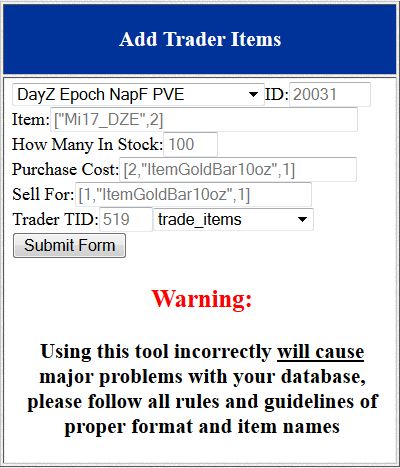 Add Trader Items
DayZ Epoch NapF PVE ID: 20031
Item: ["Mi17_DZE",2]
How Many In Stock: 100
Purchase Cost: [2,"ItemGoldBar10oz",1]
Sell For: [1,"ItemGoldBar10oz",1]
Trader TID: 519 trade_items
Submit Form
Warning:
Using this tool incorrectly will cause
major problems with your database,
please follow all rules and guidelines of
proper format and item names